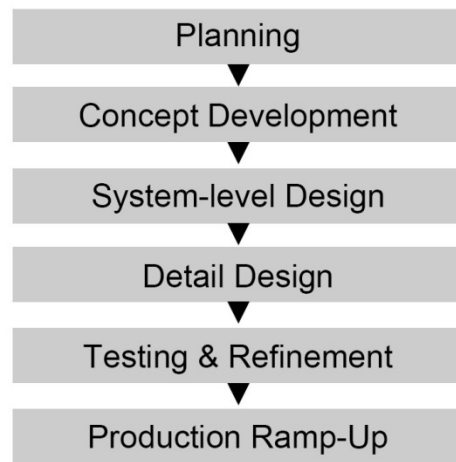 Planning
Concept Development
System-level Design
Detail Design
Testing & Refinement
Production Ramp-Up